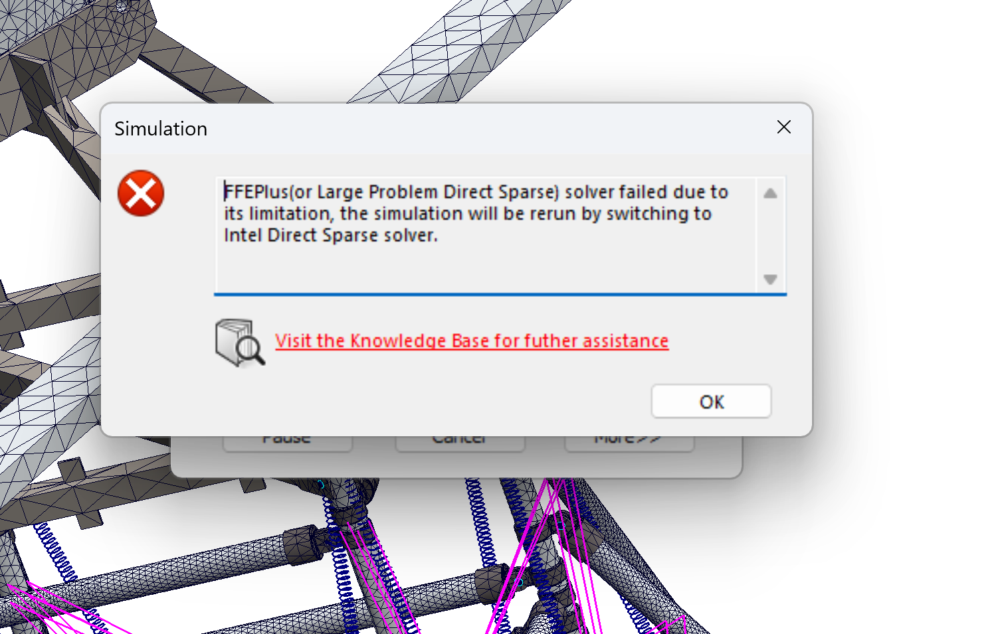 Simulation
FFEPlus(or Large Problem Direct Sparse) solver failed due to
its limitation, the simulation will be rerun by switching to
Intel Direct Sparse solver.
Visit the Knowledge Base for futher assistance
OK
Pause Cancel More>>